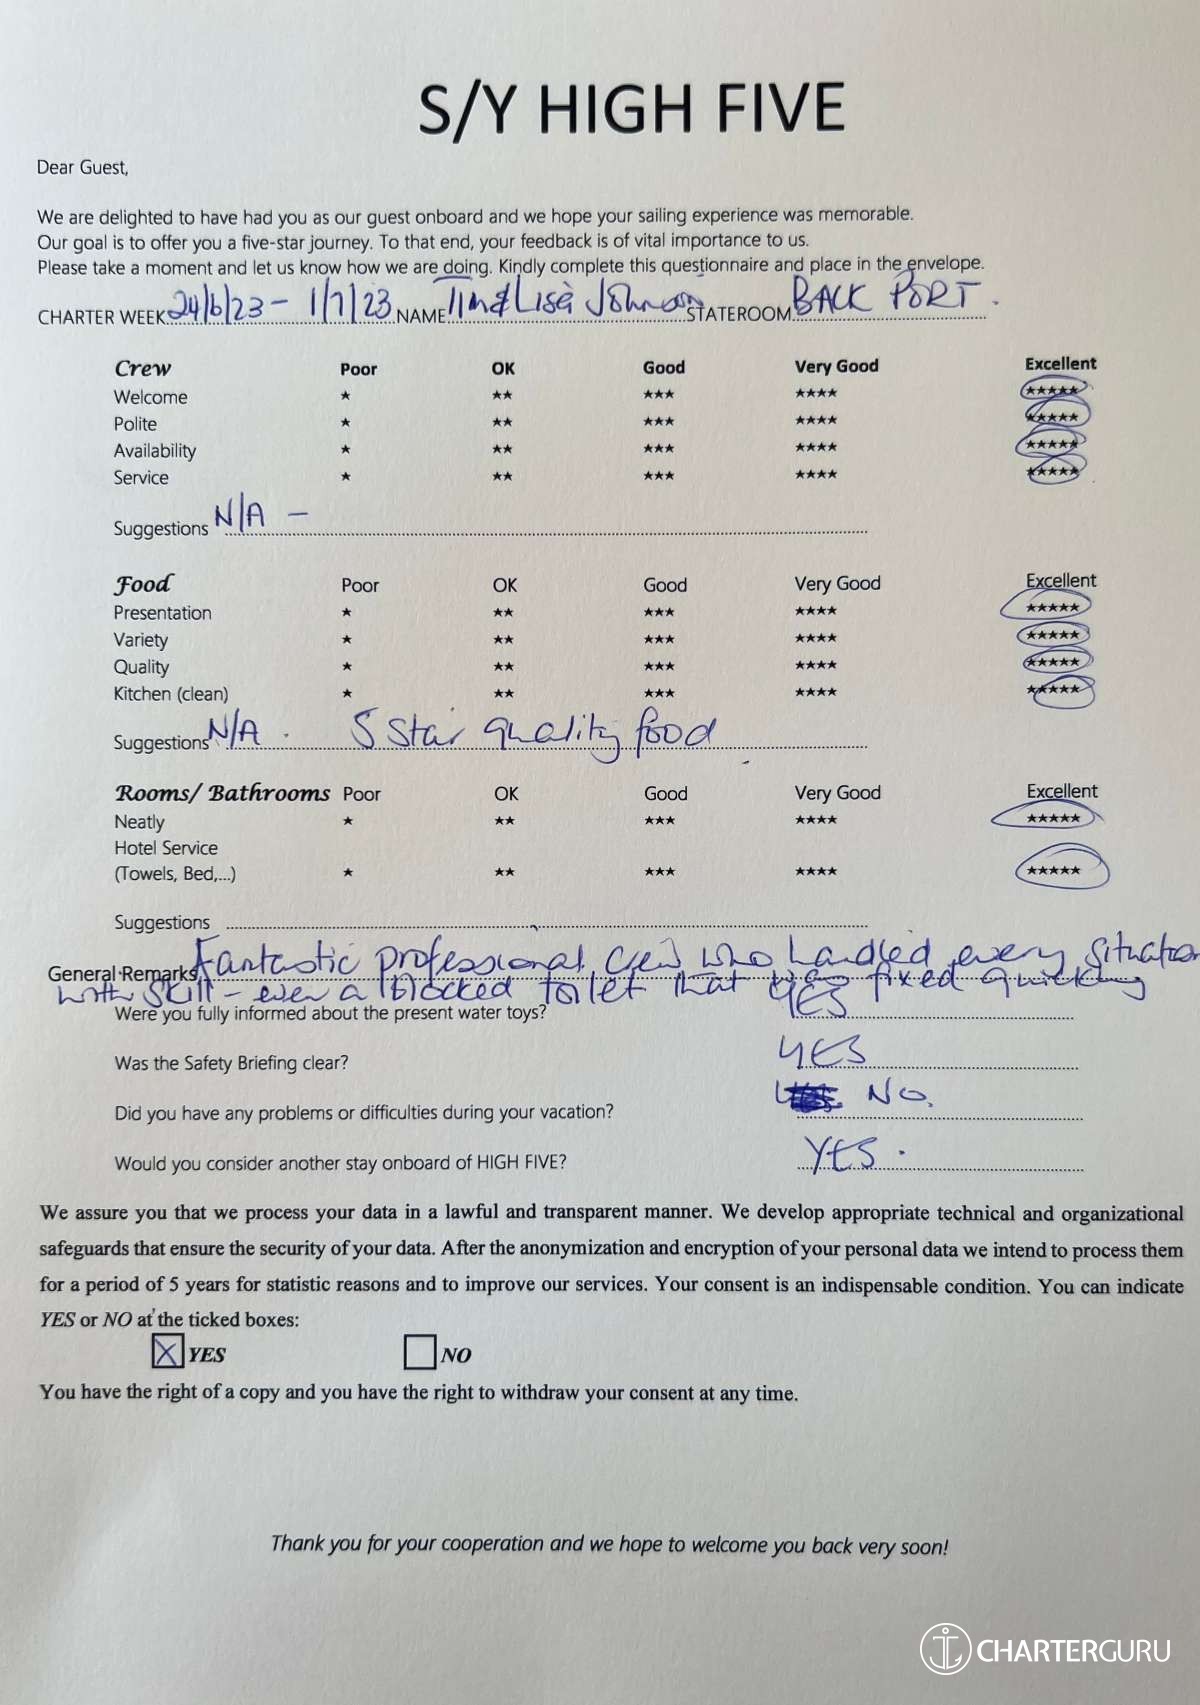 S/Y HIGH FIVE
Dear Guest,
We are delighted to have had you as our guest onboard and we hope your sailing experience was memorable.
Our goal is to offer you a five-star journey. To that end, your feedback is of vital importance to us.
Please take a moment and let us know how we are doing. Kindly complete this questionnaire and place in the envelope.
CHARTER WEEK 24/6/23 - 1/7/23 NAME Tim & Lisa Johnson STATEROOM BACK PORT.
Crew Poor OK Good Very Good Excellent
Welcome ★ ★★ ★★★ ★★★★ ★★★★★
Polite ★ ★★ ★★★ ★★★★ ★★★★★
Availability ★ ★★ ★★★ ★★★★ ★★★★★
Service ★ ★★ ★★★ ★★★★ ★★★★★
Suggestions N/A -
Food Poor OK Good Very Good Excellent
Presentation ★ ★★ ★★★ ★★★★ ★★★★★
Variety ★ ★★ ★★★ ★★★★ ★★★★★
Quality ★ ★★ ★★★ ★★★★ ★★★★★
Kitchen (clean) ★ ★★ ★★★ ★★★★ ★★★★★
Suggestions N/A. 5 Star quality food
Rooms/ Bathrooms Poor OK Good Very Good Excellent
Neatly ★ ★★ ★★★ ★★★★ ★★★★★
Hotel Service
(Towels, Bed,...) ★ ★★ ★★★ ★★★★ ★★★★★
Suggestions
General Remarks Fantastic professional crew who handled every situation
with skill - even a blocked toilet that was fixed quickly
Were you fully informed about the present water toys? YES
Was the Safety Briefing clear? YES
Did you have any problems or difficulties during your vacation? NO.
Would you consider another stay onboard of HIGH FIVE? YES.
We assure you that we process your data in a lawful and transparent manner. We develop appropriate technical and organizational
safeguards that ensure the security of your data. After the anonymization and encryption of your personal data we intend to process them
for a period of 5 years for statistic reasons and to improve our services. Your consent is an indispensable condition. You can indicate
YES or NO at the ticked boxes:
☒ YES ☐ NO
You have the right of a copy and you have the right to withdraw your consent at any time.
Thank you for your cooperation and we hope to welcome you back very soon!
CHARTERGURU